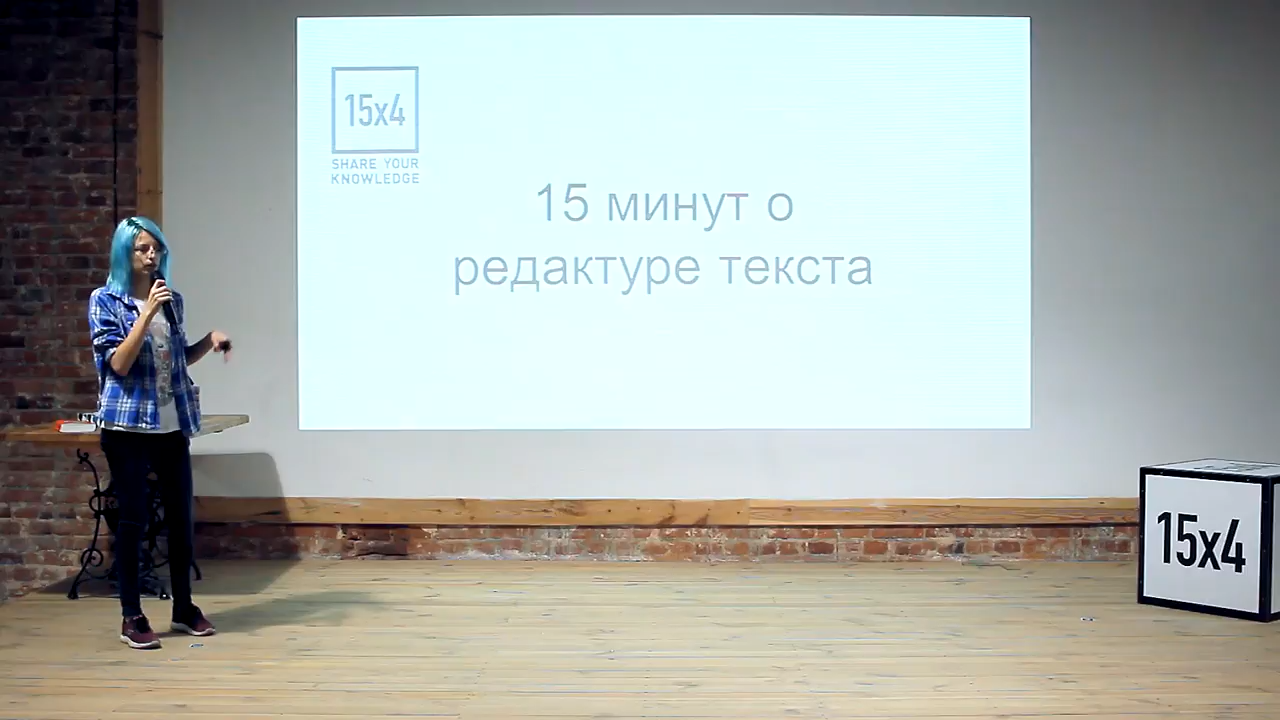 15x4
SHARE YOUR
KNOWLEDGE
15 минут о
редактуре текста
15x4